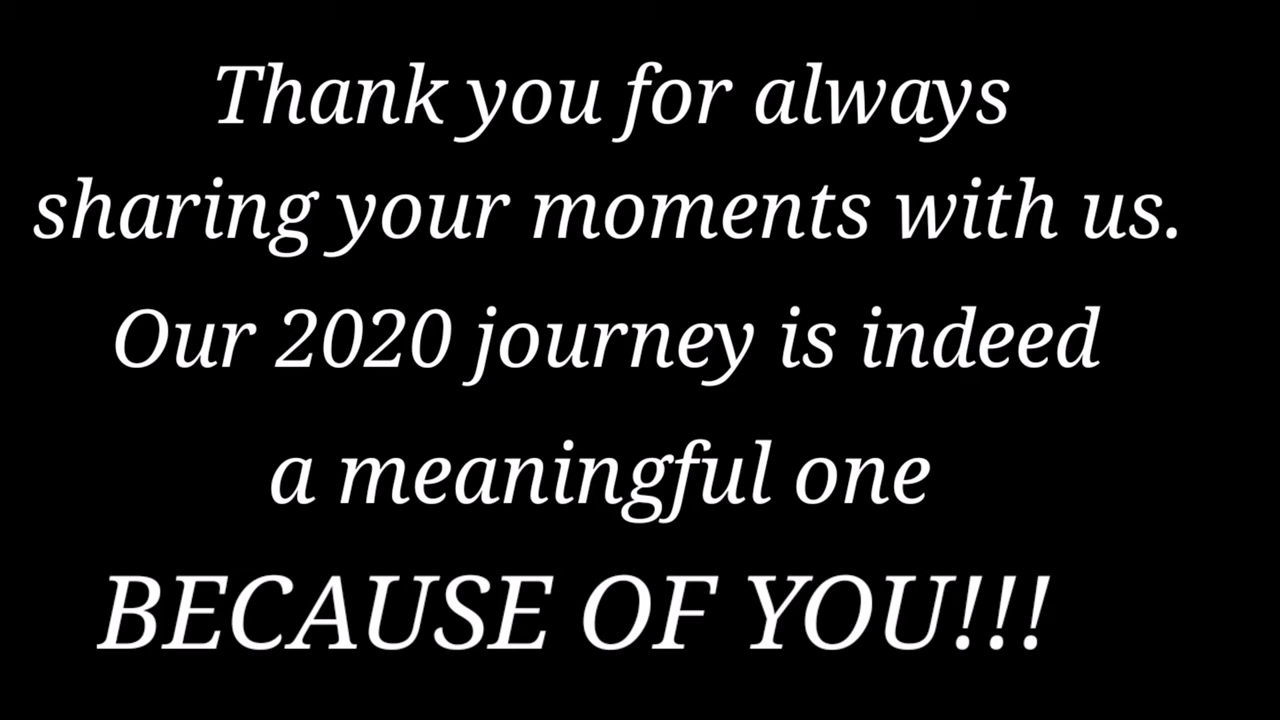 Thank you for always
sharing your moments with us.
Our 2020 journey is indeed
a meaningful one
BECAUSE OF YOU!!!